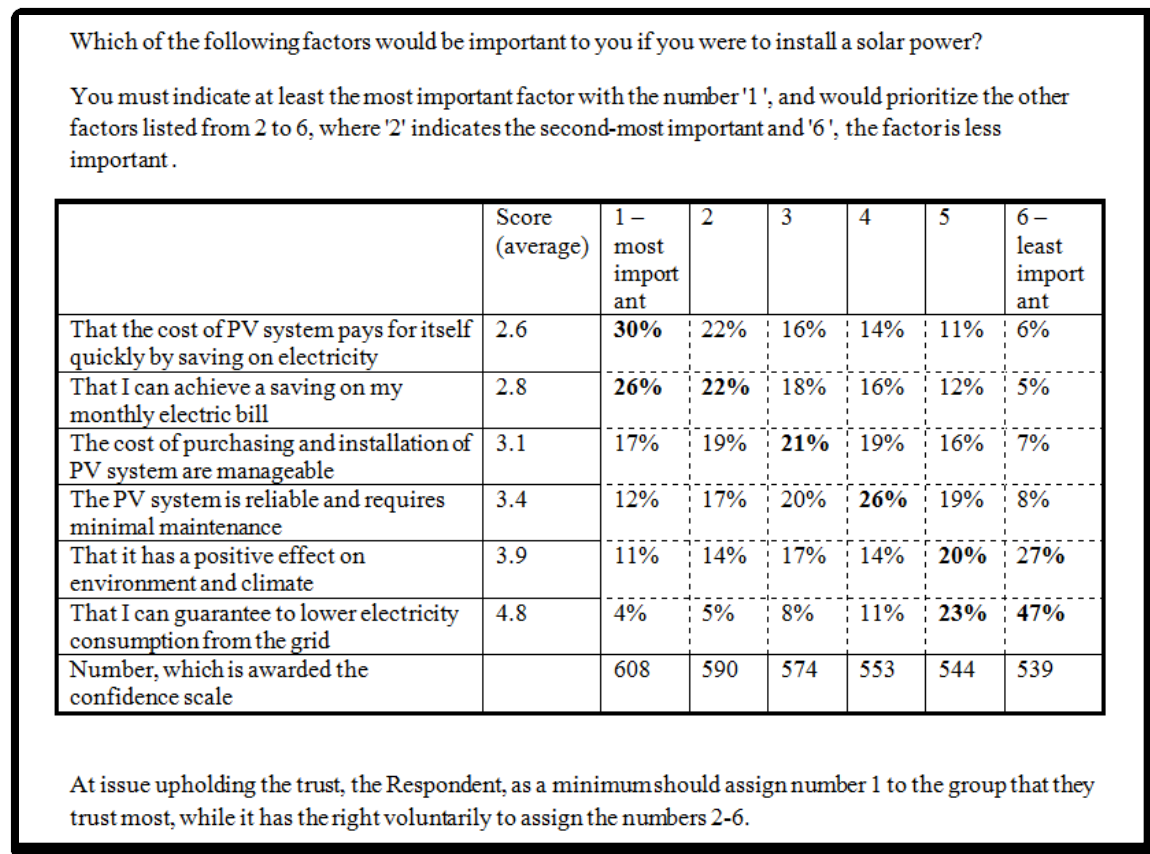 Which of the following factors would be important to you if you were to install a solar power?
You must indicate at least the most important factor with the number '1 ', and would prioritize the other
factors listed from 2 to 6, where '2' indicates the second-most important and '6 ', the factor is less
important .
Score (average) 1 – most import ant 2 3 4 5 6 – least import ant
That the cost of PV system pays for itself quickly by saving on electricity 2.6 30% 22% 16% 14% 11% 6%
That I can achieve a saving on my monthly electric bill 2.8 26% 22% 18% 16% 12% 5%
The cost of purchasing and installation of PV system are manageable 3.1 17% 19% 21% 19% 16% 7%
The PV system is reliable and requires minimal maintenance 3.4 12% 17% 20% 26% 19% 8%
That it has a positive effect on environment and climate 3.9 11% 14% 17% 14% 20% 27%
That I can guarantee to lower electricity consumption from the grid 4.8 4% 5% 8% 11% 23% 47%
Number, which is awarded the confidence scale 608 590 574 553 544 539
At issue upholding the trust, the Respondent, as a minimum should assign number 1 to the group that they
trust most, while it has the right voluntarily to assign the numbers 2-6.